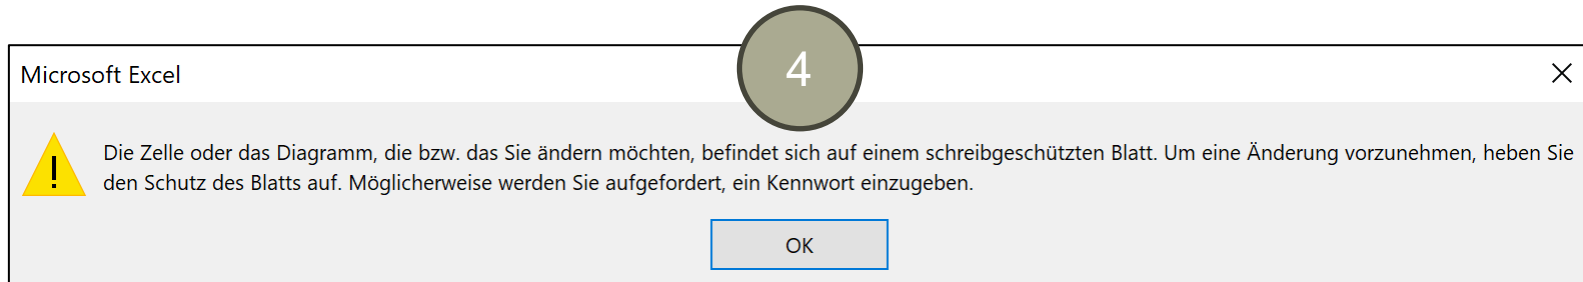 4
Microsoft Excel
Die Zelle oder das Diagramm, die bzw. das Sie ändern möchten, befindet sich auf einem schreibgeschützten Blatt. Um eine Änderung vorzunehmen, heben Sie
den Schutz des Blatts auf. Möglicherweise werden Sie aufgefordert, ein Kennwort einzugeben.
OK